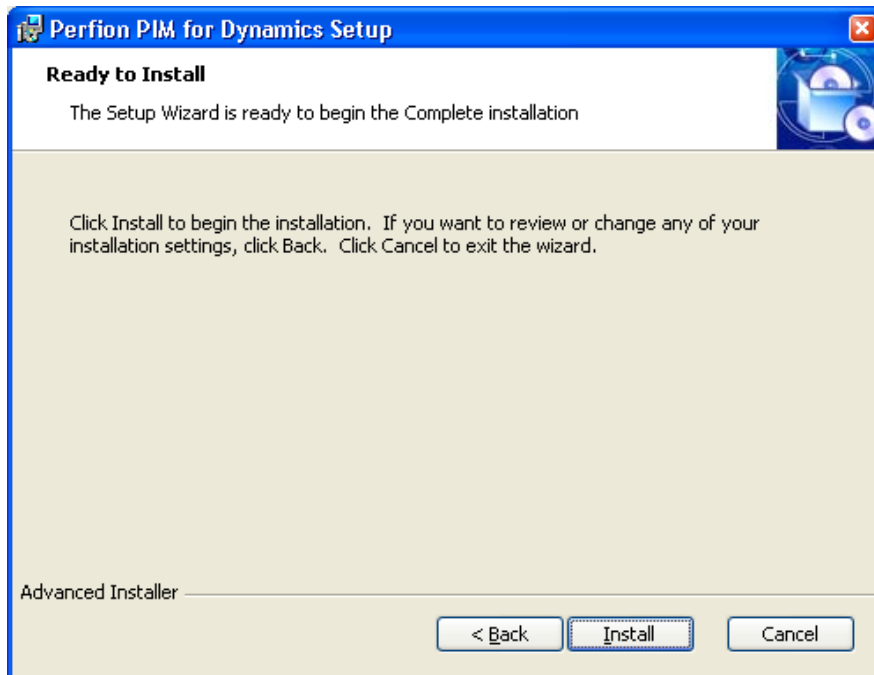 Perfion PIM for Dynamics Setup
Ready to Install
The Setup Wizard is ready to begin the Complete installation
Click Install to begin the installation.  If you want to review or change any of your
installation settings, click Back.  Click Cancel to exit the wizard.
Advanced Installer
< Back
Install
Cancel